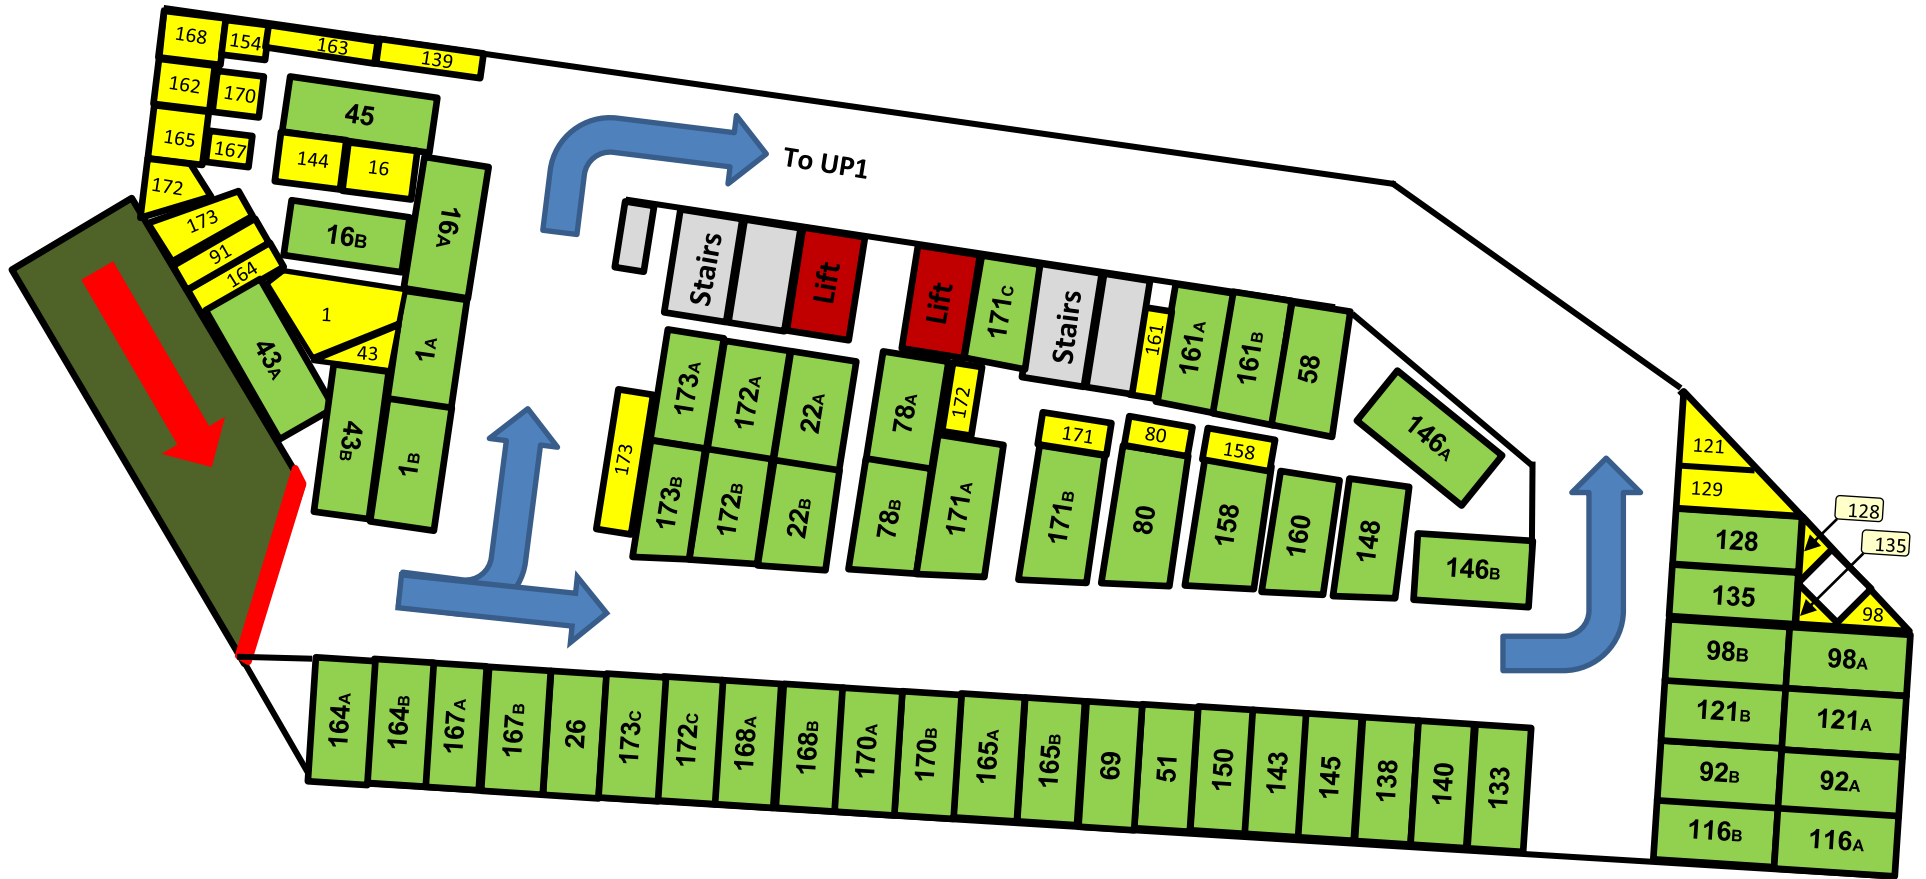 168
154
163
139
162
170
165
167
172
45
144
16
16A
173
91
164
16B
1
43
1A
43A
43B
1B
To UP1
Stairs
Lift
Lift
171C
Stairs
161
161A
161B
58
173
173A
172A
22A
173B
172B
22B
78A
172
78B
171A
171
171B
80
80
158
158
160
148
146A
146B
121
129
128
128
135
135
98
98B
98A
121B
121A
92B
92A
116B
116A
164A
164B
167A
167B
26
173C
172C
168A
168B
170A
170B
165A
165B
69
51
150
143
145
138
140
133